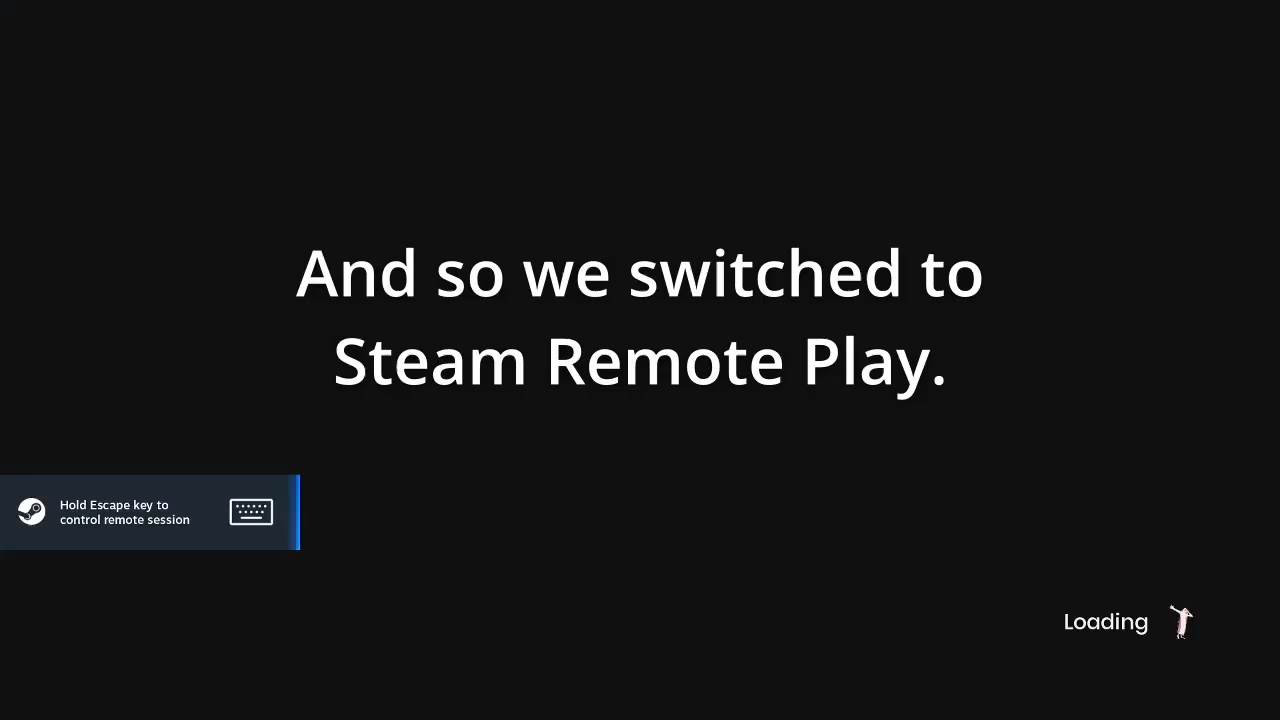 And so we switched to
Steam Remote Play.
Hold Escape key to
control remote session
Loading